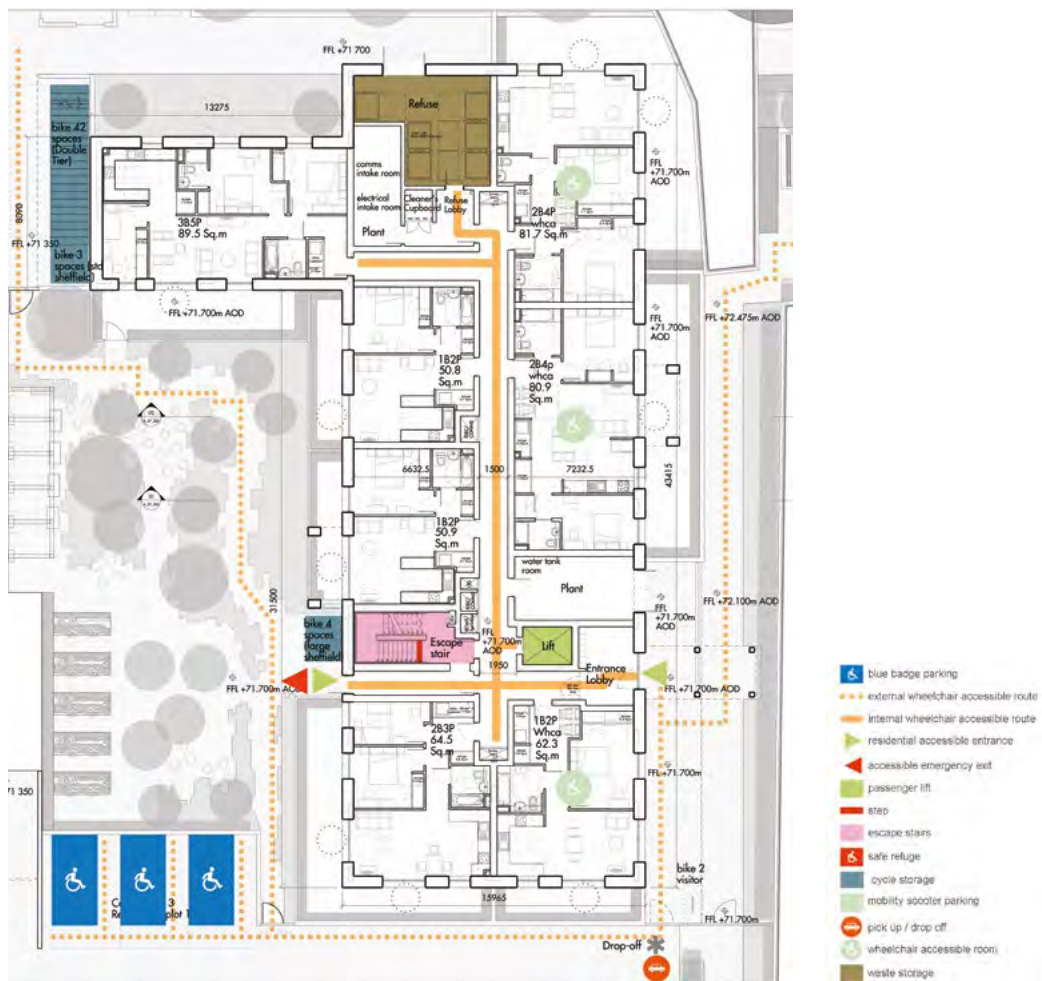 FFL +71 700
13275
Refuse
bike 42
spaces
(Double
Tier)
comms
intake room
electrical
intake room
Cleaner's
Cupboard
Refuse
Lobby
Plant
FFL
+71.700m
AOD
2B4P
whca
81.7 Sq.m
3B5P
89.5 Sq.m
8090
FFL +71 350
bike 3
spaces (std
sheffield)
FFL +71.700m AOD
FFL
+71.700m
AOD
FFL +72.475m AOD
1B2P
50.8
Sq.m
2B4p
whca
80.9
Sq.m
6632.5
1500
7232.5
43415
1B2P
50.9
Sq.m
water tank
room
Plant
31500
bike 4
spaces
(large
sheffield)
Escape
stair
FFL
+71.700m
AOD
1950
Lift
Entrance
Lobby
FFL
+71.700m
AOD
FFL +72.100m AOD
FFL +71.700m AOD
FFL +71.700m AOD
2B3P
64.5
Sq.m
1B2P
Whca
62.3
Sq.m
FFL +71.700m
71 350
bike 2
visitor
15965
FFL +71.700m
Drop-off
blue badge parking
external wheelchair accessible route
internal wheelchair accessible route
residential accessible entrance
accessible emergency exit
passenger lift
step
escape stairs
safe refuge
cycle storage
mobility scooter parking
pick up / drop off
wheelchair accessible room
waste storage